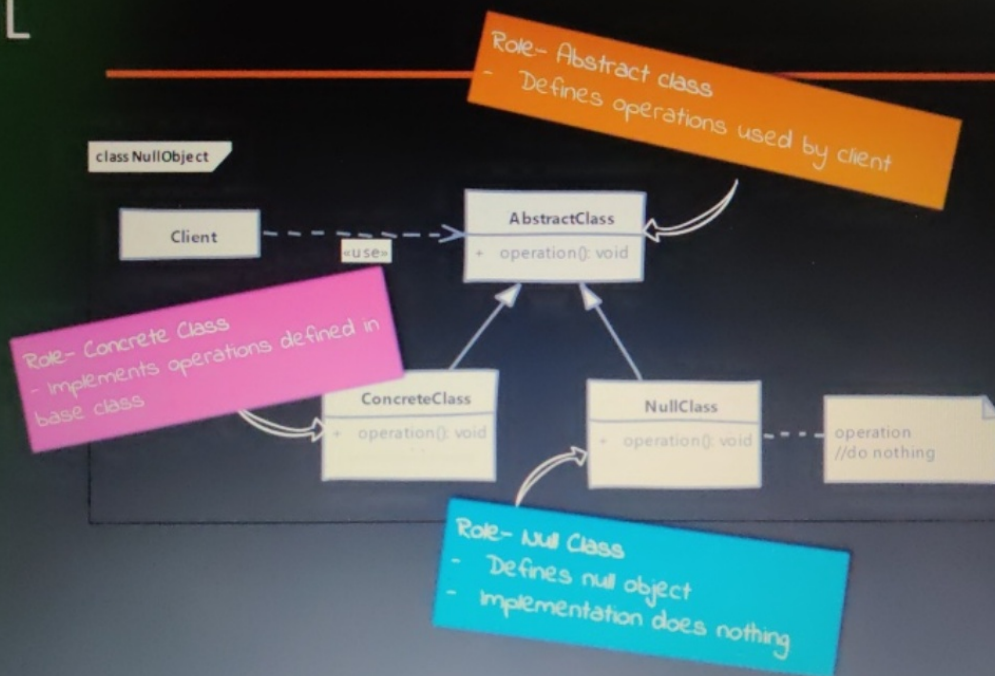 Role- Abstract class
- Defines operations used by client
class NullObject
Client
«use»
AbstractClass
+ operation(): void
Role- Concrete Class
- Implements operations defined in
base class
ConcreteClass
+ operation(): void
NullClass
+ operation(): void
operation
//do nothing
Role- Null Class
- Defines null object
- Implementation does nothing